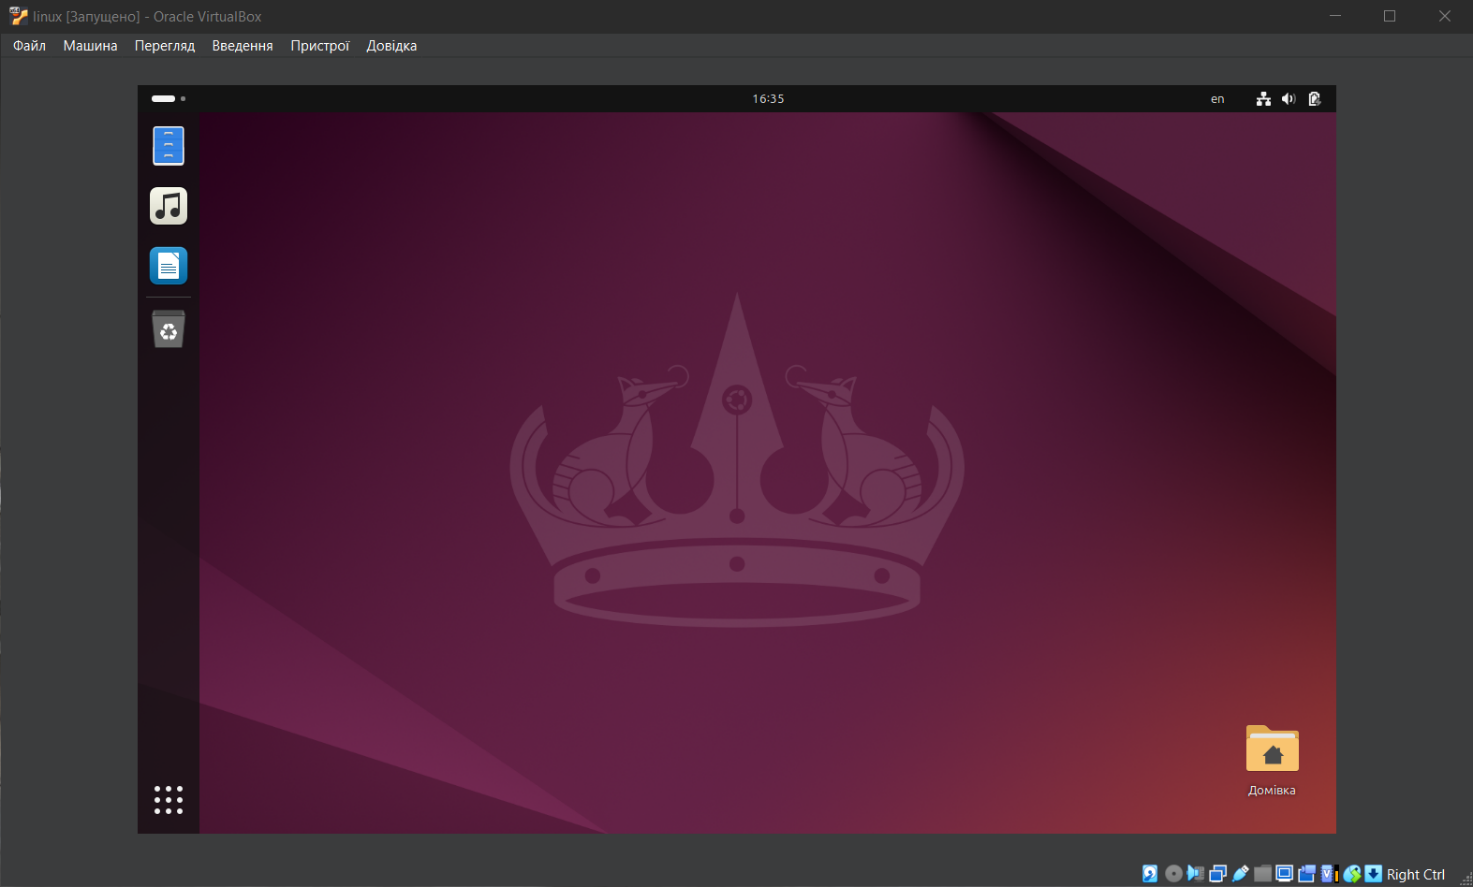 linux [Запущено] - Oracle VirtualBox
Файл Машина Перегляд Введення Пристрої Довідка
16:35
en
Домівка
Right Ctrl